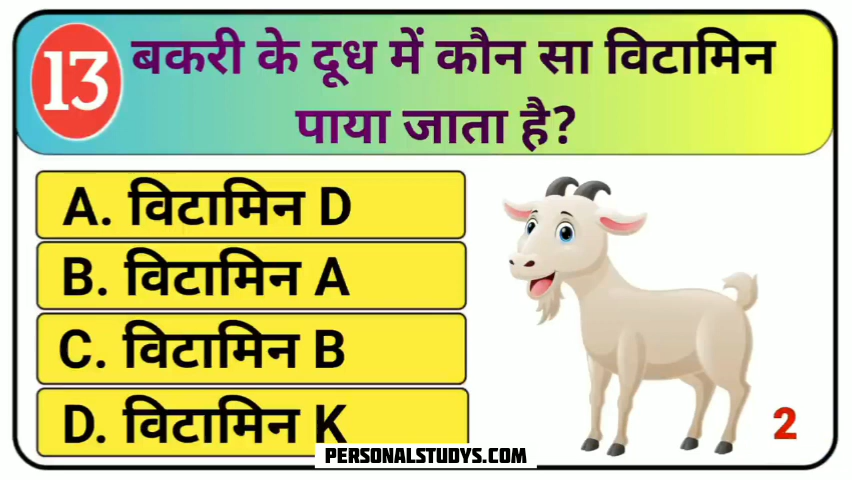 13 बकरी के दूध में कौन सा विटामिन
पाया जाता है?
A. विटामिन D
B. विटामिन A
C. विटामिन B
D. विटामिन K
2
PERSONALSTUDYS.COM